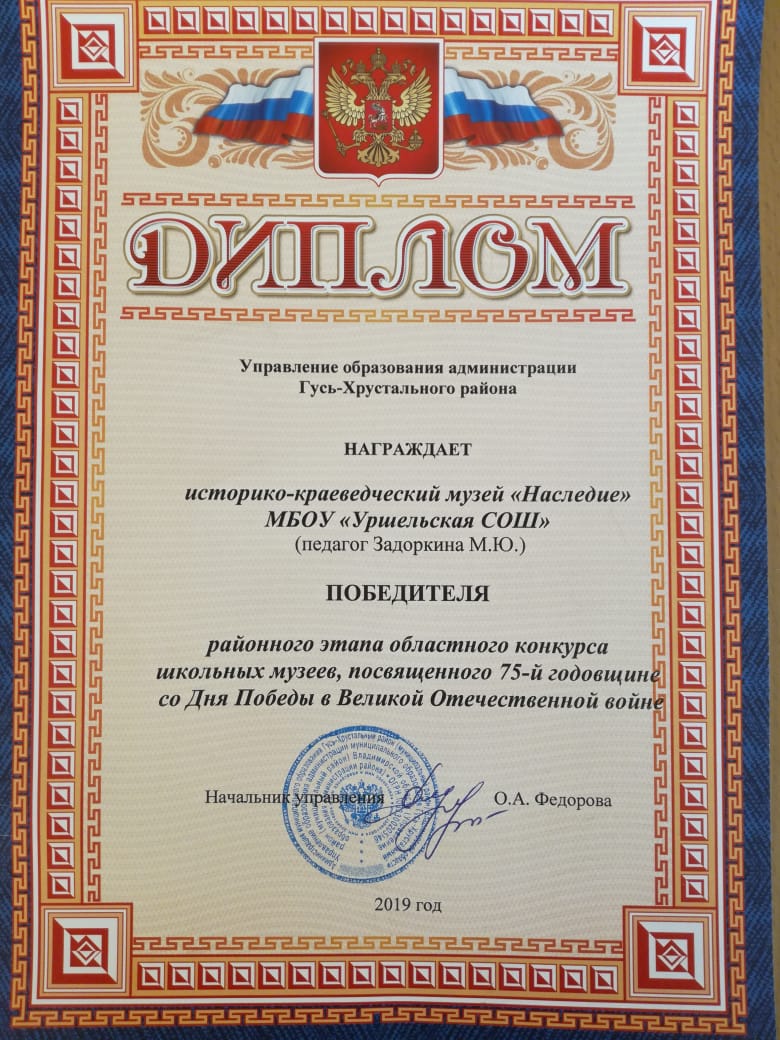 ДИПЛОМ
Управление образования администрации
Гусь-Хрустального района
НАГРАЖДАЕТ
историко-краеведческий музей «Наследие»
МБОУ «Уршельская СОШ»
(педагог Задоркина М.Ю.)
ПОБЕДИТЕЛЯ
районного этапа областного конкурса
школьных музеев, посвященного 75-й годовщине
со Дня Победы в Великой Отечественной войне
Начальник управления О.А. Федорова
2019 год